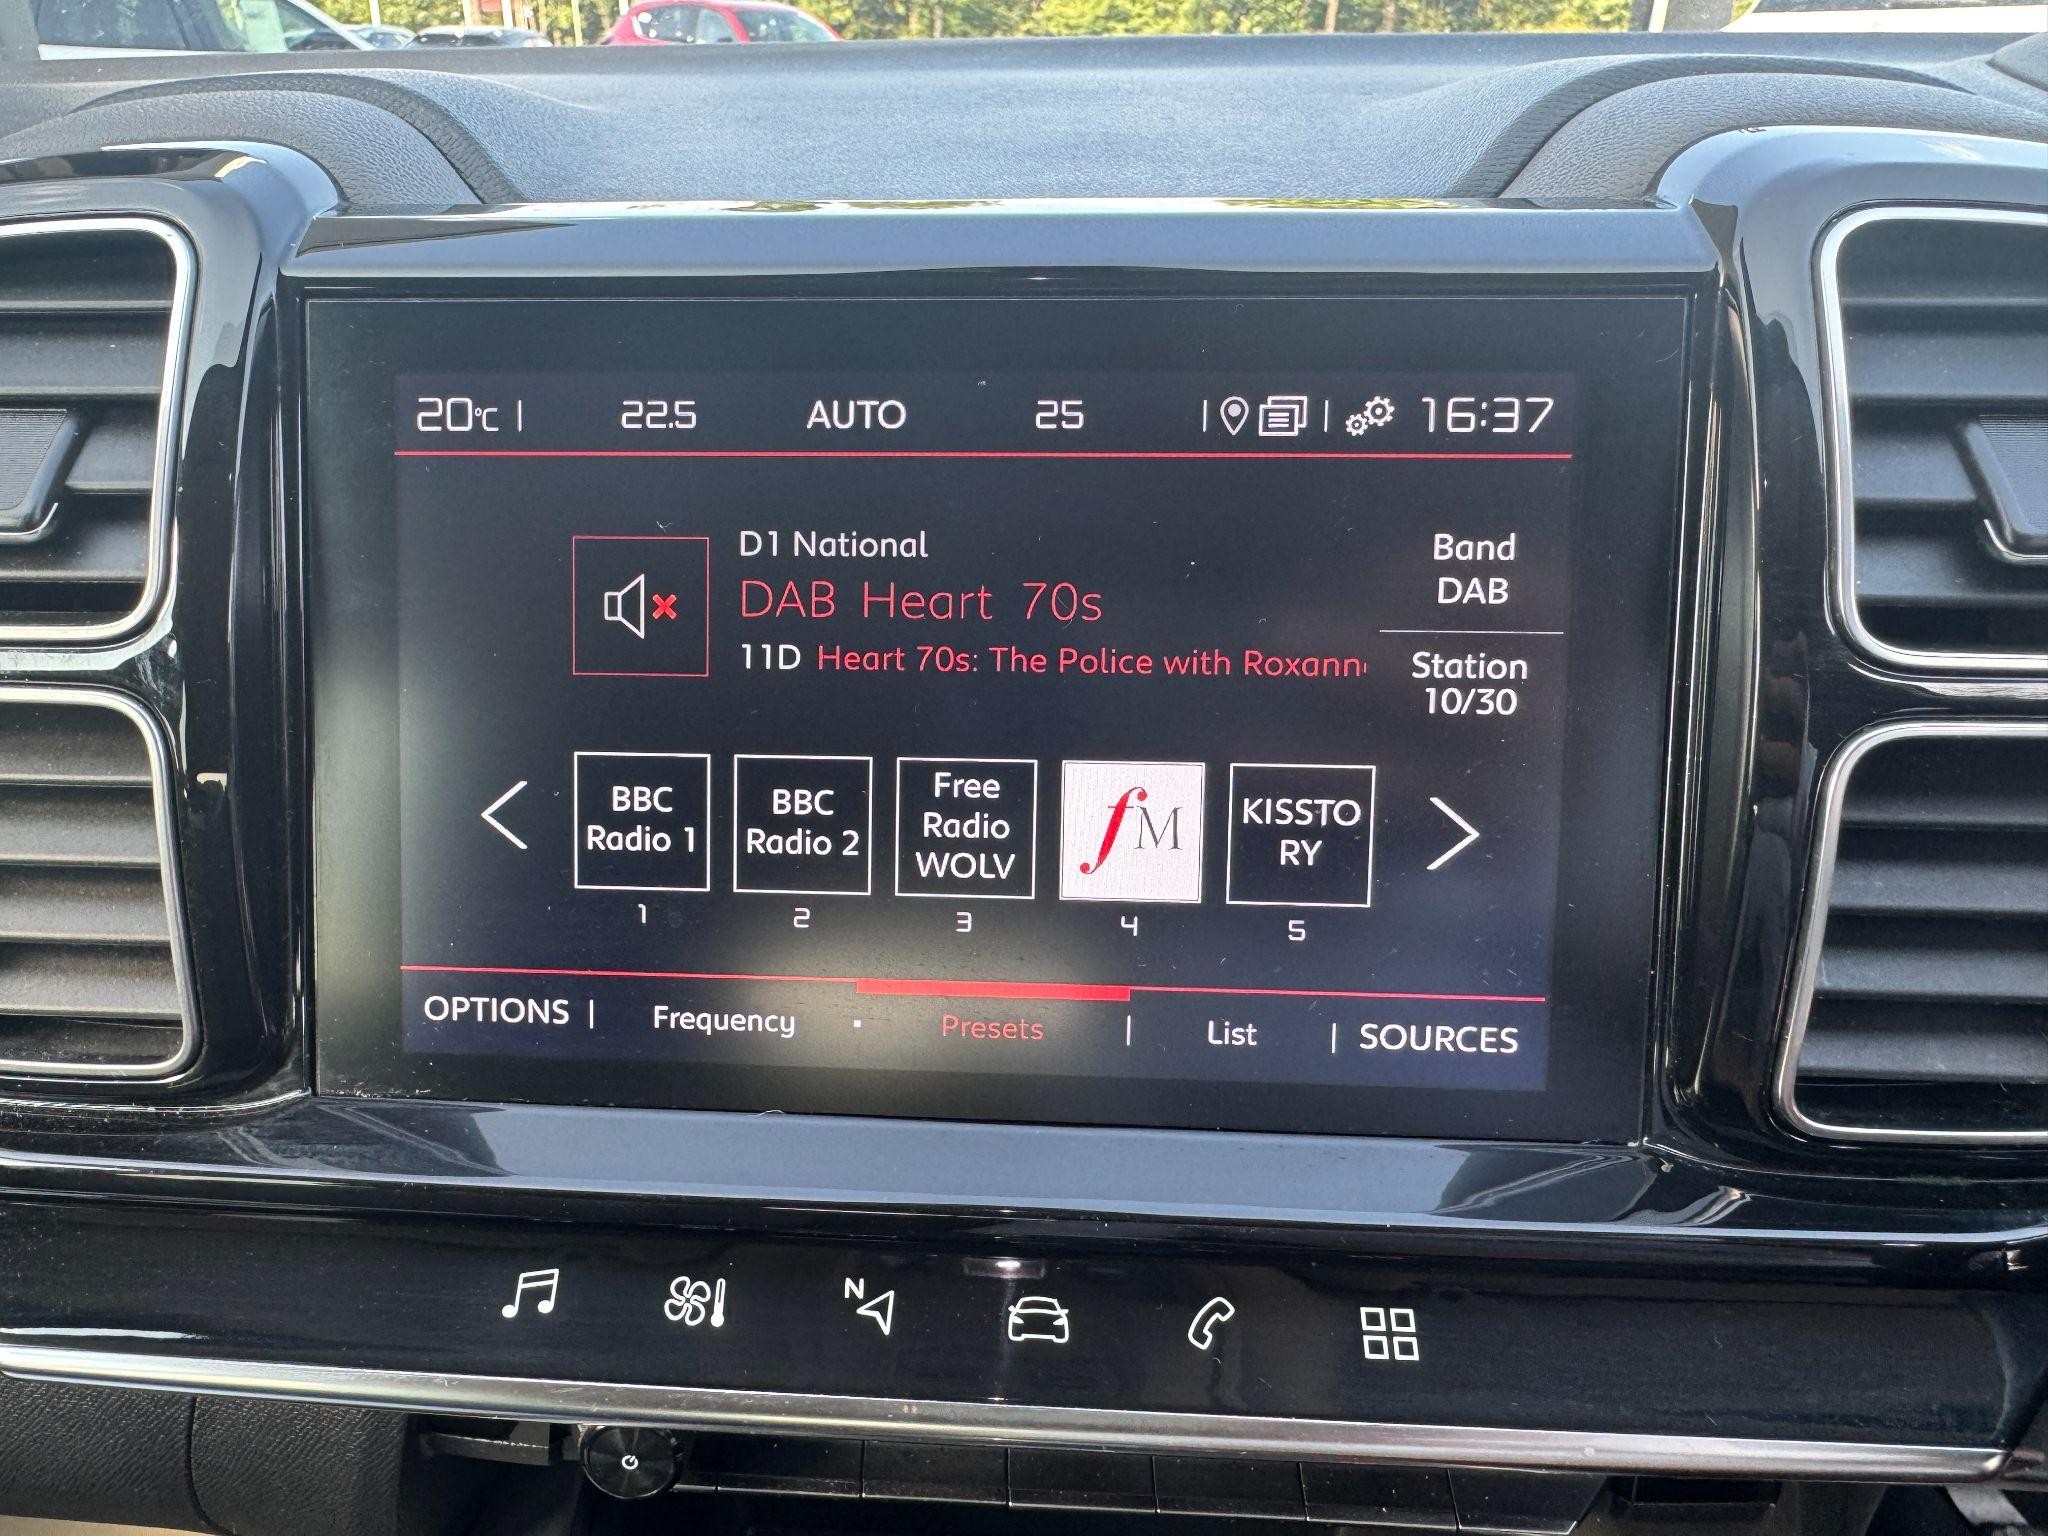 20°C | 22.5 AUTO 25 | | 16:37
D1 National
DAB Heart 70s
11D Heart 70s: The Police with Roxann
Band
DAB
Station
10/30
BBC
Radio 1
BBC
Radio 2
Free
Radio
WOLV
fM
KISSTO
RY
1 2 3 4 5
OPTIONS | Frequency Presets | List | SOURCES
N